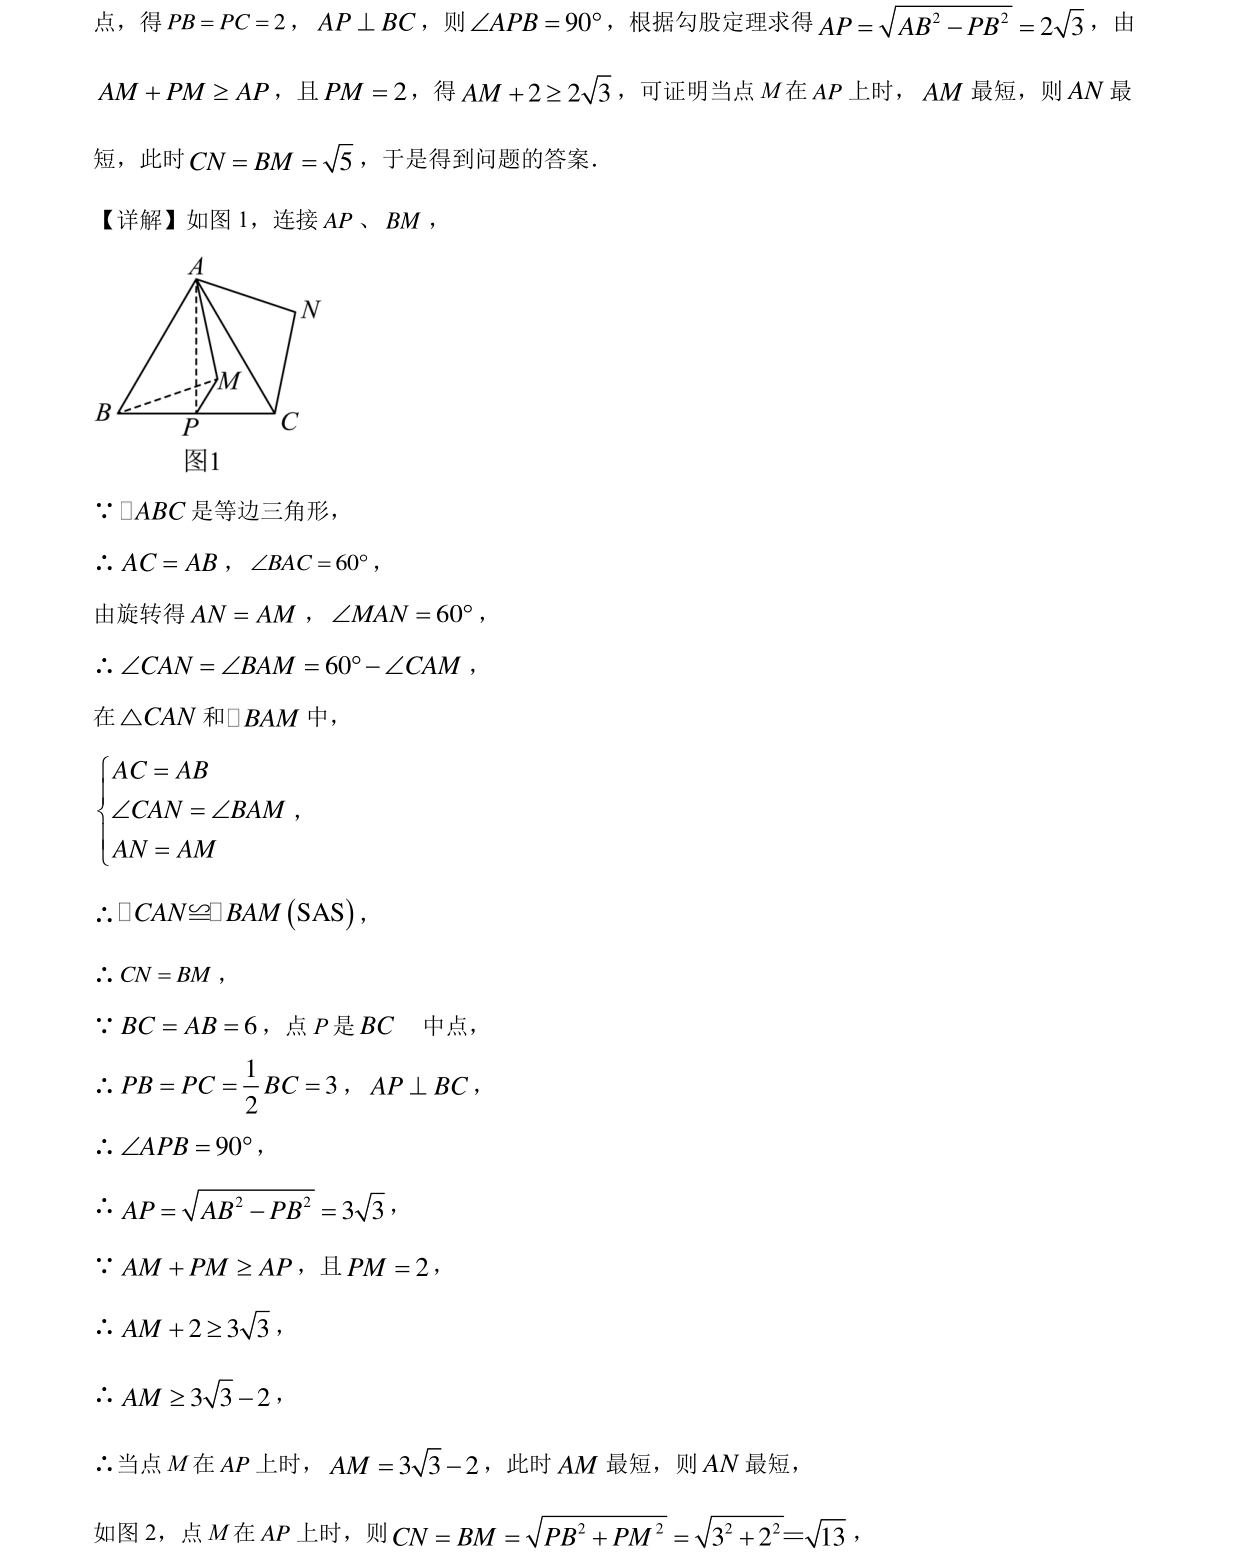 点，得 PB = PC = 2， AP ⊥ BC，则 ∠APB = 90°，根据勾股定理求得 AP = √(AB² − PB²) = 2√3，由
AM + PM ≥ AP，且 PM = 2，得 AM + 2 ≥ 2√3，可证明当点 M 在 AP 上时， AM 最短，则 AN 最
短，此时 CN = BM = √5，于是得到问题的答案．
【详解】如图 1，连接 AP 、 BM ，
A
N
M
B
P
C
图1
∵ □ABC 是等边三角形，
∴ AC = AB ， ∠BAC = 60°，
由旋转得 AN = AM ， ∠MAN = 60°，
∴ ∠CAN = ∠BAM = 60° − ∠CAM ，
在 △CAN 和 □BAM 中，
AC = AB
∠CAN = ∠BAM ，
AN = AM
∴ □CAN ≌ □BAM (SAS)，
∴ CN = BM ，
∵ BC = AB = 6，点 P 是 BC 中点，
∴ PB = PC = 1/2 BC = 3， AP ⊥ BC，
∴ ∠APB = 90°，
∴ AP = √(AB² − PB²) = 3√3，
∵ AM + PM ≥ AP，且 PM = 2，
∴ AM + 2 ≥ 3√3，
∴ AM ≥ 3√3 − 2，
∴当点 M 在 AP 上时， AM = 3√3 − 2，此时 AM 最短，则 AN 最短，
如图 2，点 M 在 AP 上时，则 CN = BM = √(PB² + PM²) = √(3² + 2²) = √13，